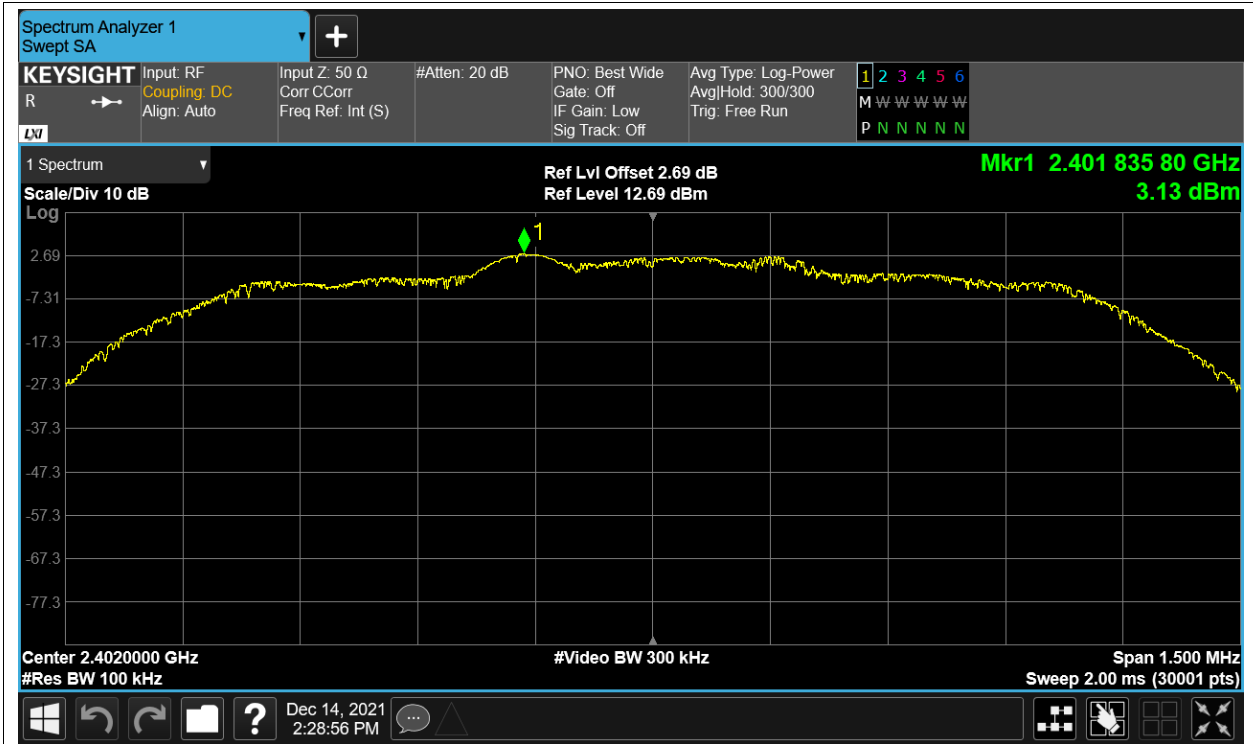 Spectrum Analyzer 1
Swept SA
KEYSIGHT
R
LXI
Input: RF
Coupling: DC
Align: Auto
Input Z: 50 Ω
Corr CCorr
Freq Ref: Int (S)
#Atten: 20 dB
PNO: Best Wide
Gate: Off
IF Gain: Low
Sig Track: Off
Avg Type: Log-Power
Avg|Hold: 300/300
Trig: Free Run
1 2 3 4 5 6
M W W W W W
P N N N N N
1 Spectrum
Scale/Div 10 dB
Log
Ref Lvl Offset 2.69 dB
Ref Level 12.69 dBm
Mkr1 2.401 835 80 GHz
3.13 dBm
1
2.69
-7.31
-17.3
-27.3
-37.3
-47.3
-57.3
-67.3
-77.3
Center 2.4020000 GHz
#Video BW 300 kHz
Span 1.500 MHz
#Res BW 100 kHz
Sweep 2.00 ms (30001 pts)
?
Dec 14, 2021
2:28:56 PM